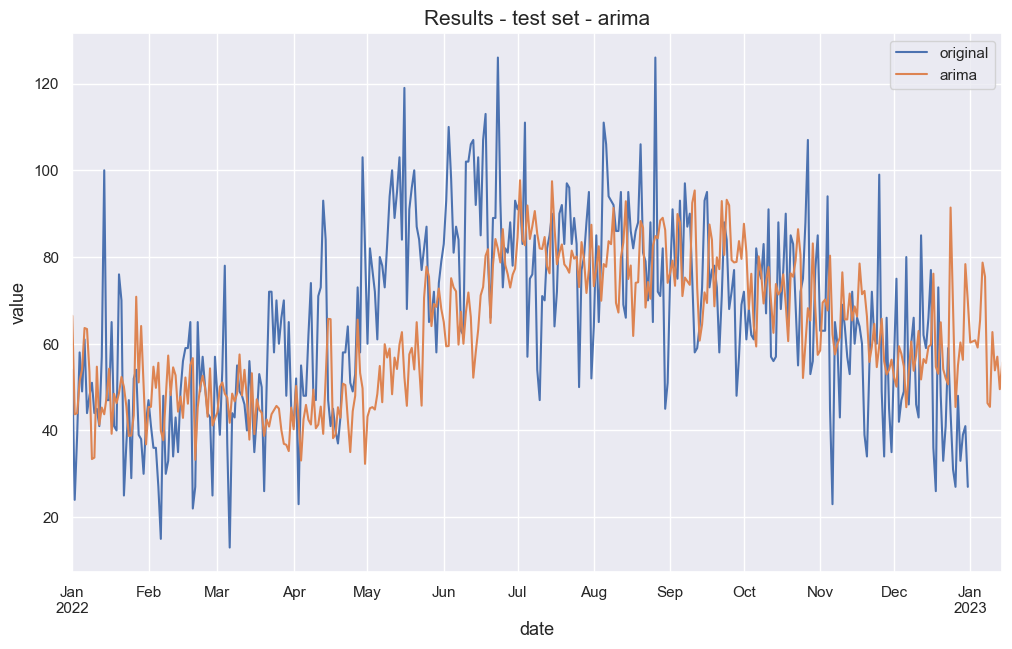 Results - test set - arima
original
arima
value
120
100
80
60
40
20
Jan Feb Mar Apr May Jun Jul Aug Sep Oct Nov Dec Jan
2022 2023
date